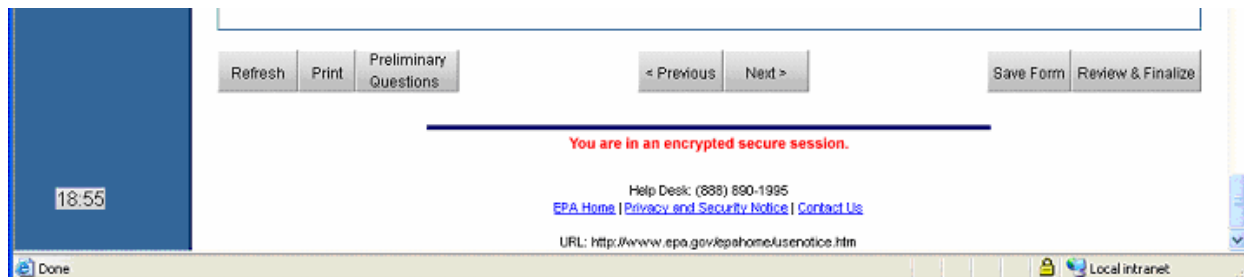 Refresh Print Preliminary Questions < Previous Next > Save Form Review & Finalize
You are in an encrypted secure session.
18:55
Help Desk: (888) 890-1995
EPA Home | Privacy and Security Notice | Contact Us
URL: http://www.epa.gov/epahome/usenotice.htm
Done Local intranet